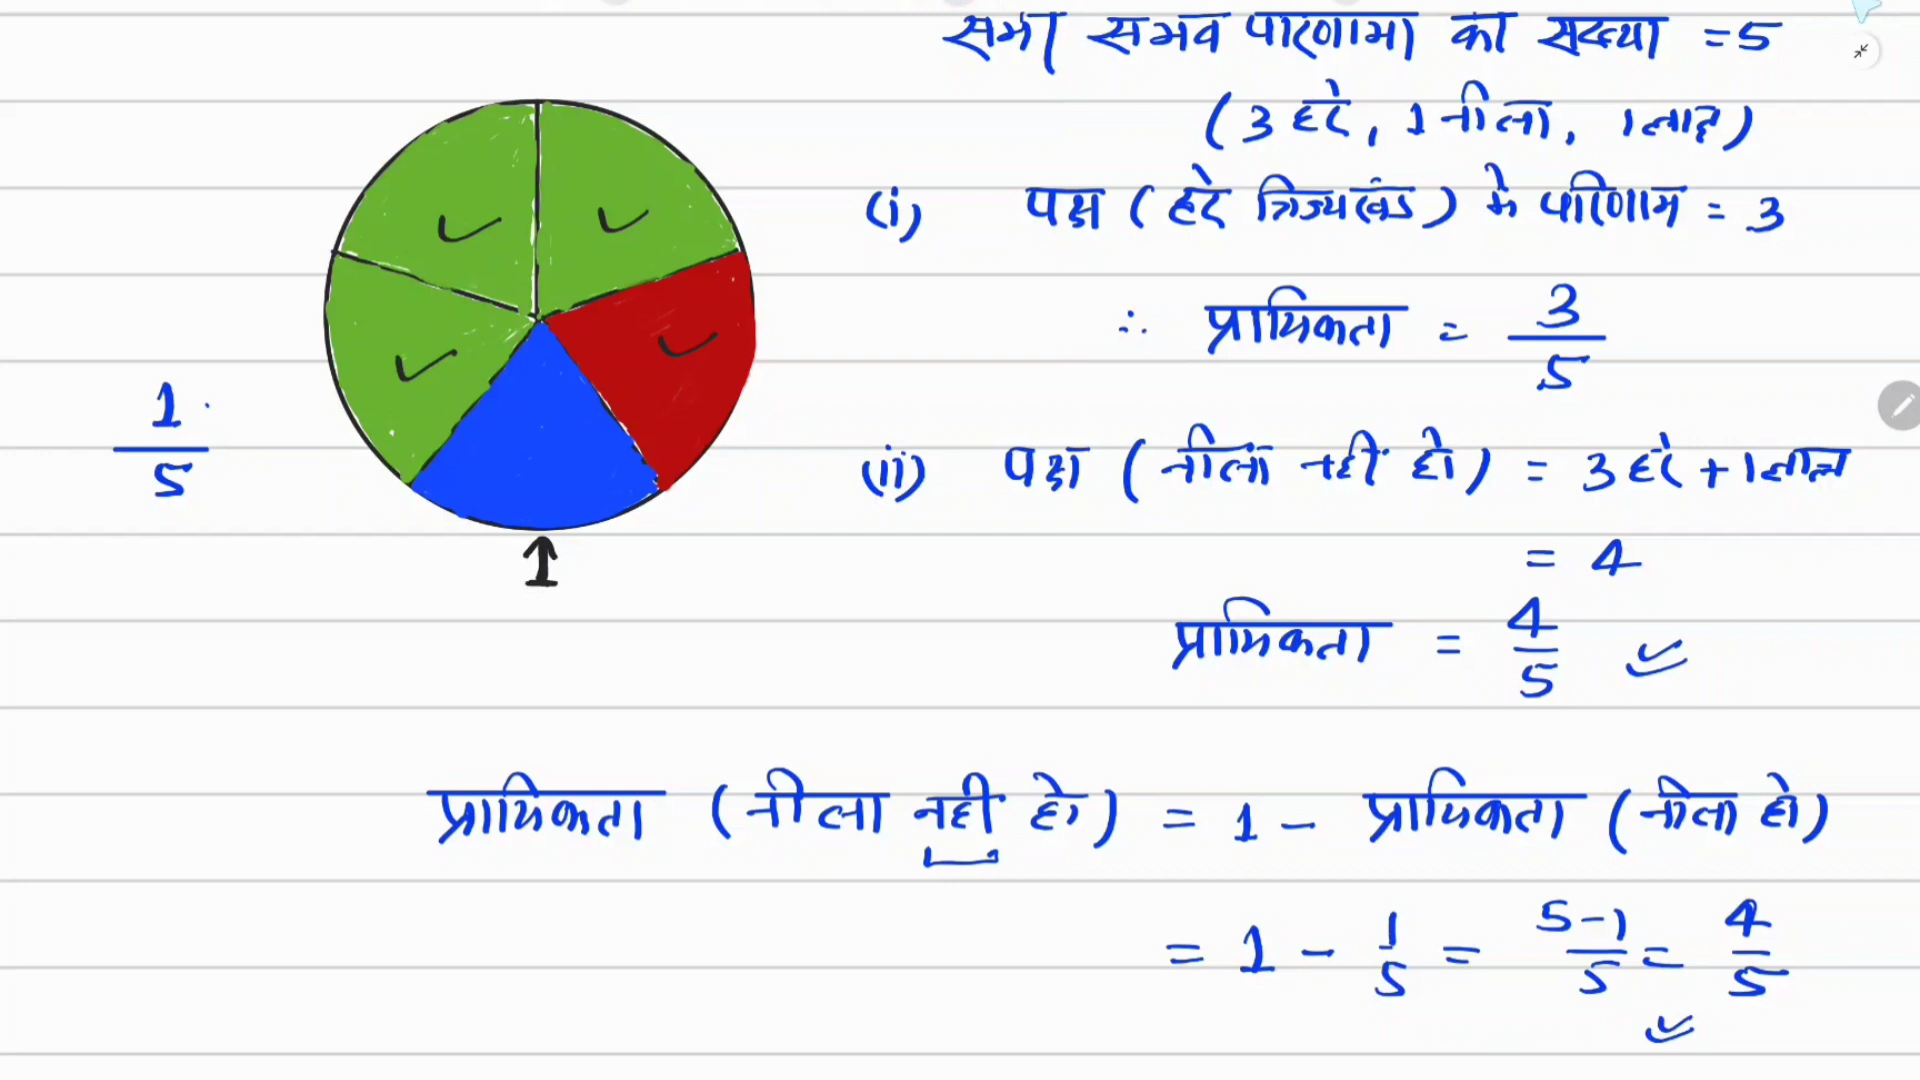 सभी संभव परिणामों की संख्या = 5
(3 हरे, 1 नीला, 1 लाल)
(i) पक्ष (हरे त्रिज्यखंड) के परिणाम = 3
∴ प्रायिकता = 3/5
1/5
(ii) पक्ष (नीला नहीं हो) = 3 हरे + 1 लाल
= 4
प्रायिकता = 4/5
प्रायिकता (नीला नहीं हो) = 1 - प्रायिकता (नीला हो)
= 1 - 1/5 = 5-1/5 = 4/5